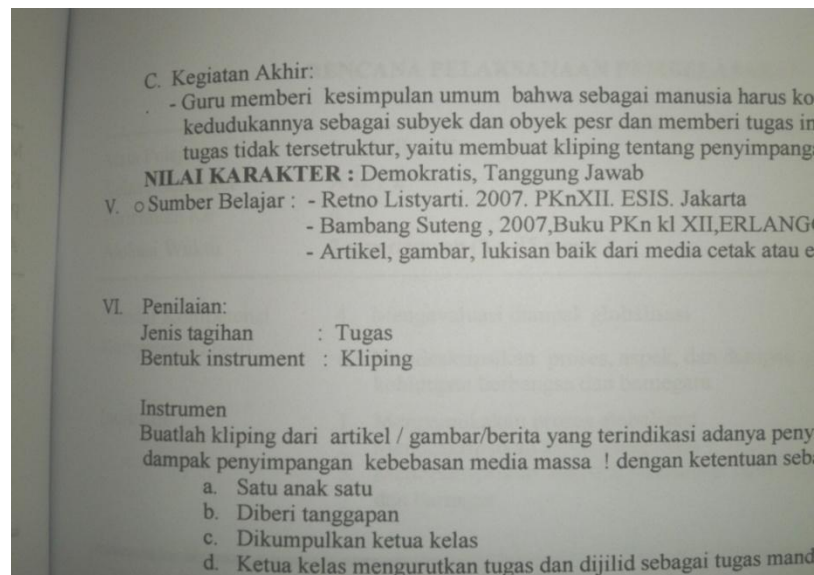 C. Kegiatan Akhir:
- Guru memberi kesimpulan umum bahwa sebagai manusia harus ko
kedudukannya sebagai subyek dan obyek pesr dan memberi tugas in
tugas tidak tersetruktur, yaitu membuat kliping tentang penyimpang
NILAI KARAKTER : Demokratis, Tanggung Jawab
V. o Sumber Belajar : - Retno Listyarti. 2007. PKnXII. ESIS. Jakarta
- Bambang Suteng , 2007,Buku PKn kl XII,ERLANGG
- Artikel, gambar, lukisan baik dari media cetak atau e
VI. Penilaian:
Jenis tagihan : Tugas
Bentuk instrument : Kliping
Instrumen
Buatlah kliping dari artikel / gambar/berita yang terindikasi adanya peny
dampak penyimpangan kebebasan media massa ! dengan ketentuan seba
a. Satu anak satu
b. Diberi tanggapan
c. Dikumpulkan ketua kelas
d. Ketua kelas mengurutkan tugas dan dijilid sebagai tugas mand